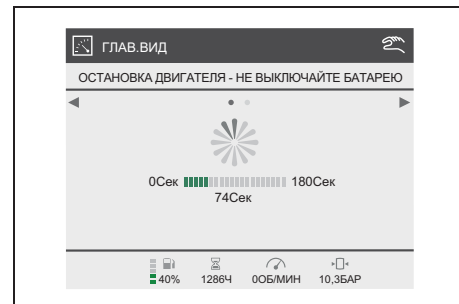 ГЛАВ.ВИД
ОСТАНОВКА ДВИГАТЕЛЯ - НЕ ВЫКЛЮЧАЙТЕ БАТАРЕЮ
0Сек 180Сек
74Сек
40% 1286Ч 0ОБ/МИН 10,3БАР